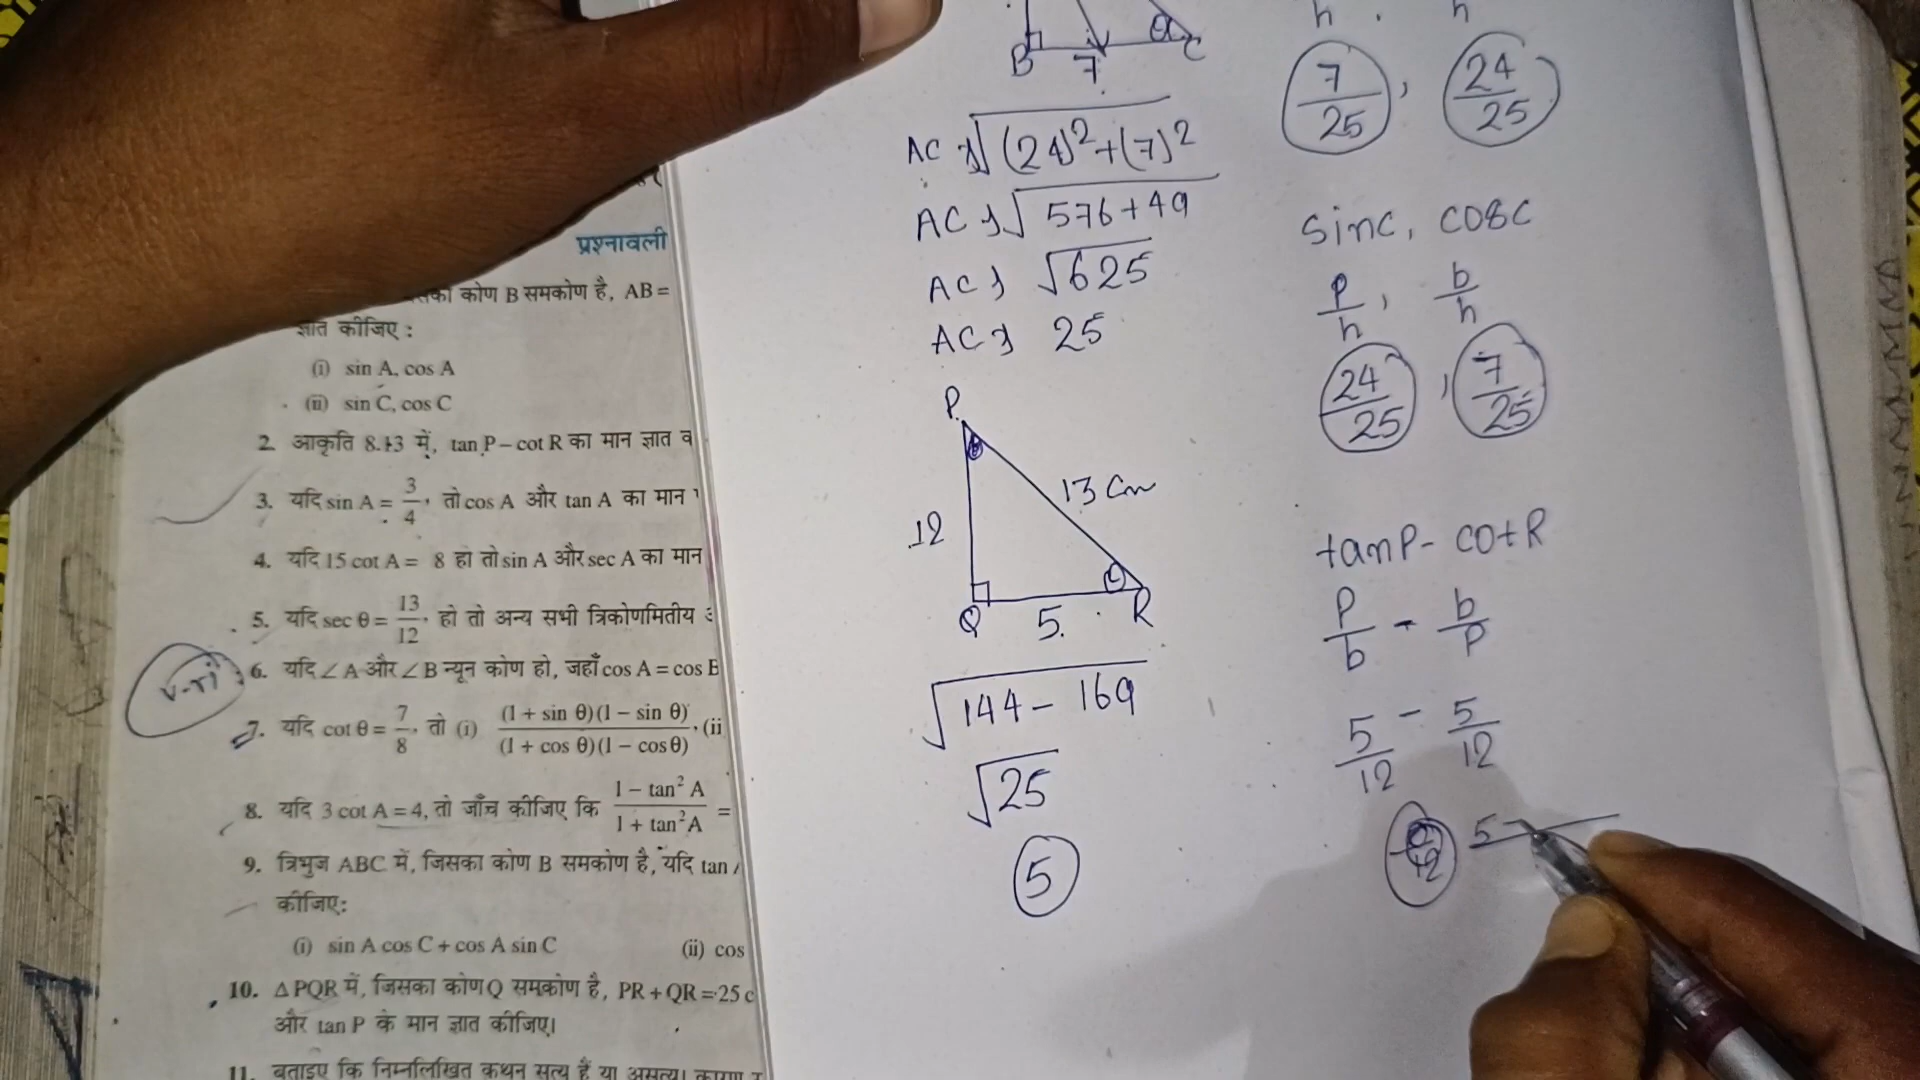 प्रश्नावली
कोण B समकोण है, AB =
ज्ञात कीजिए :
(i) sin A, cos A
(ii) sin C, cos C
2. आकृति 8.13 में, tan P – cot R का मान ज्ञात
3. यदि sin A = 3/4, तो cos A और tan A का मान
4. यदि 15 cot A = 8 हो तो sin A और sec A का मान
5. यदि sec θ = 13/12, हो तो अन्य सभी त्रिकोणमितीय
6. यदि ∠A और ∠B न्यून कोण हो, जहाँ cos A = cos B
7. यदि cot θ = 7/8, तो (i) (1 + sin θ)(1 – sin θ)/(1 + cos θ)(1 – cos θ), (ii
8. यदि 3 cot A = 4, तो जाँच कीजिए कि 1 – tan² A/1 + tan² A =
9. त्रिभुज ABC में, जिसका कोण B समकोण है, यदि tan
कीजिए:
(i) sin A cos C + cos A sin C (ii) cos
10. Δ PQR में, जिसका कोण Q समकोण है, PR + QR = 25 c
और tan P के मान ज्ञात कीजिए।
11. बताइए कि निम्नलिखित कथन सत्य हैं या असत्य। कारण
B 7 C
AC √(24)²+(7)²
AC √576+49
AC √625
AC 25
P
12 13 cm
Q 5. R
√144 – 169
√25
5
h h
7/25, 24/25
sinc, cosc
P/h, b/h
24/25, 7/25
tanP – cotR
P/b - b/P
5/12 - 5/12
5